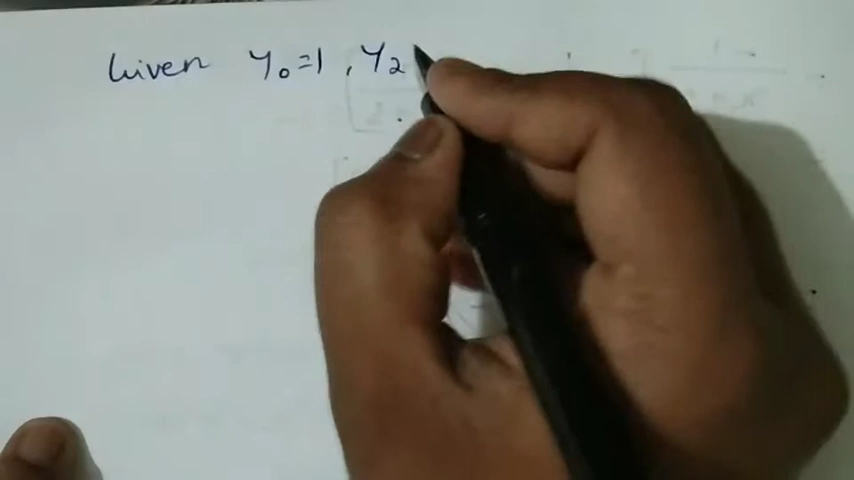 Given y₀ = 1 , y₂